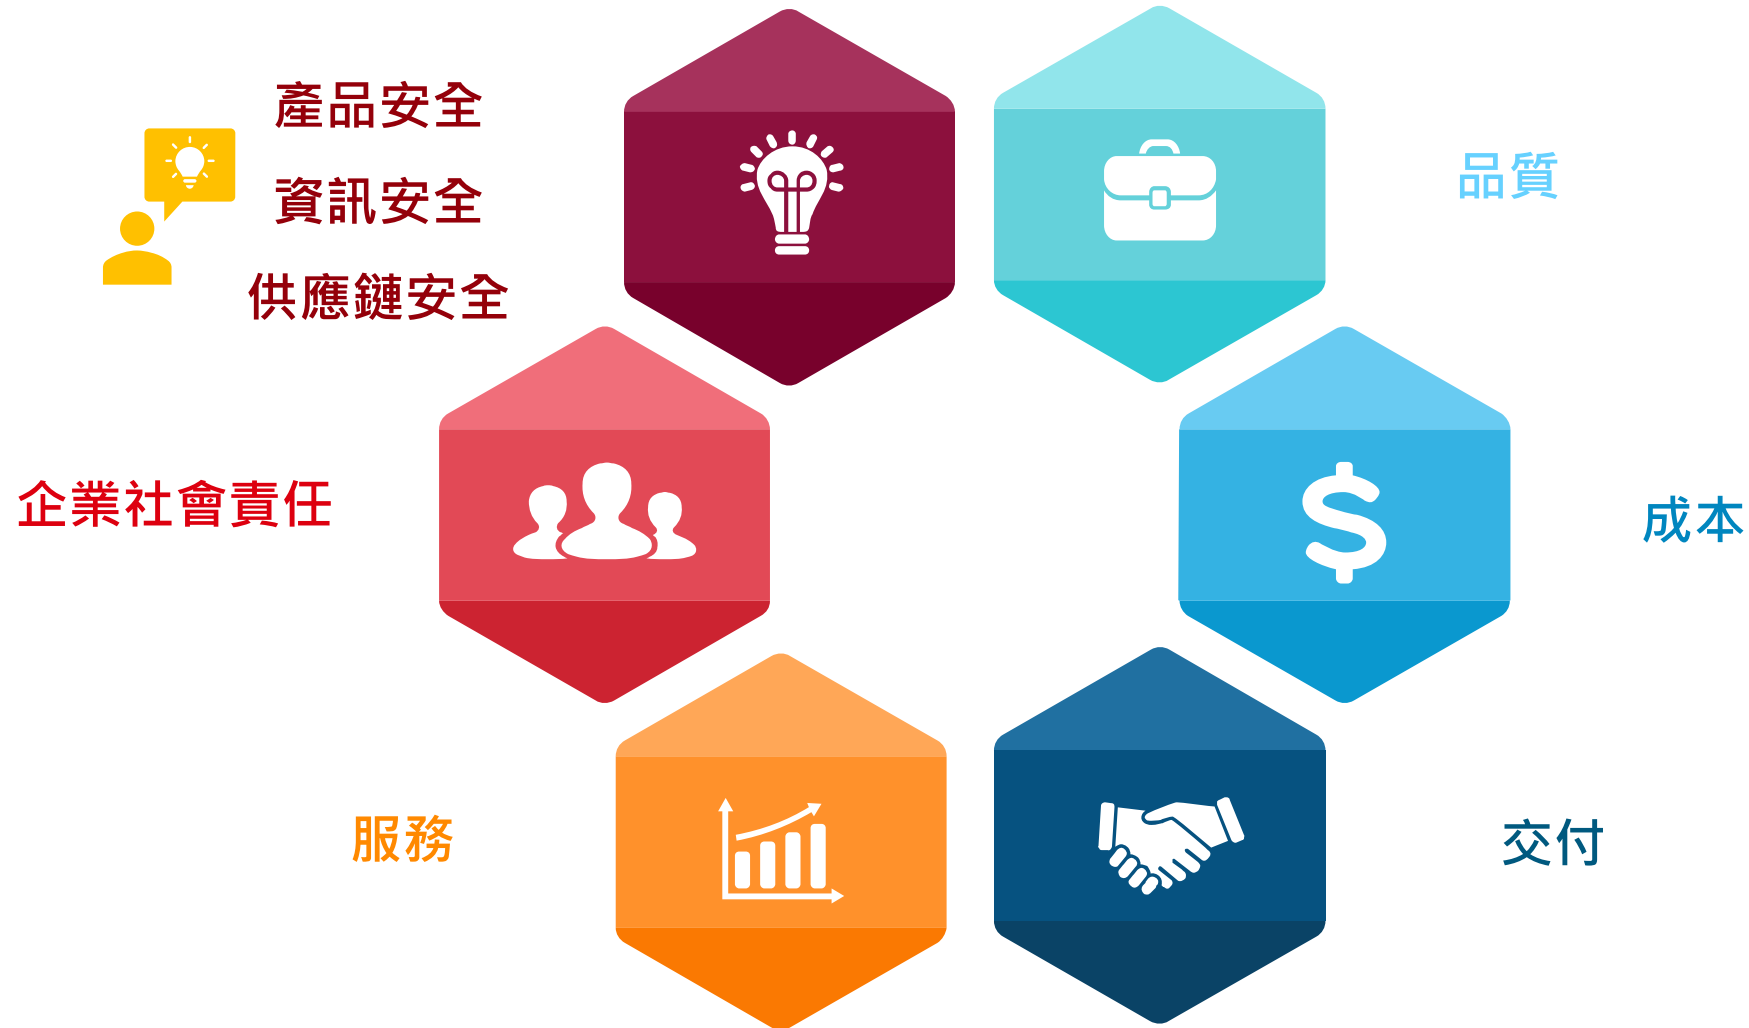 產品安全
資訊安全
供應鏈安全
品質
企業社會責任
成本
服務
交付